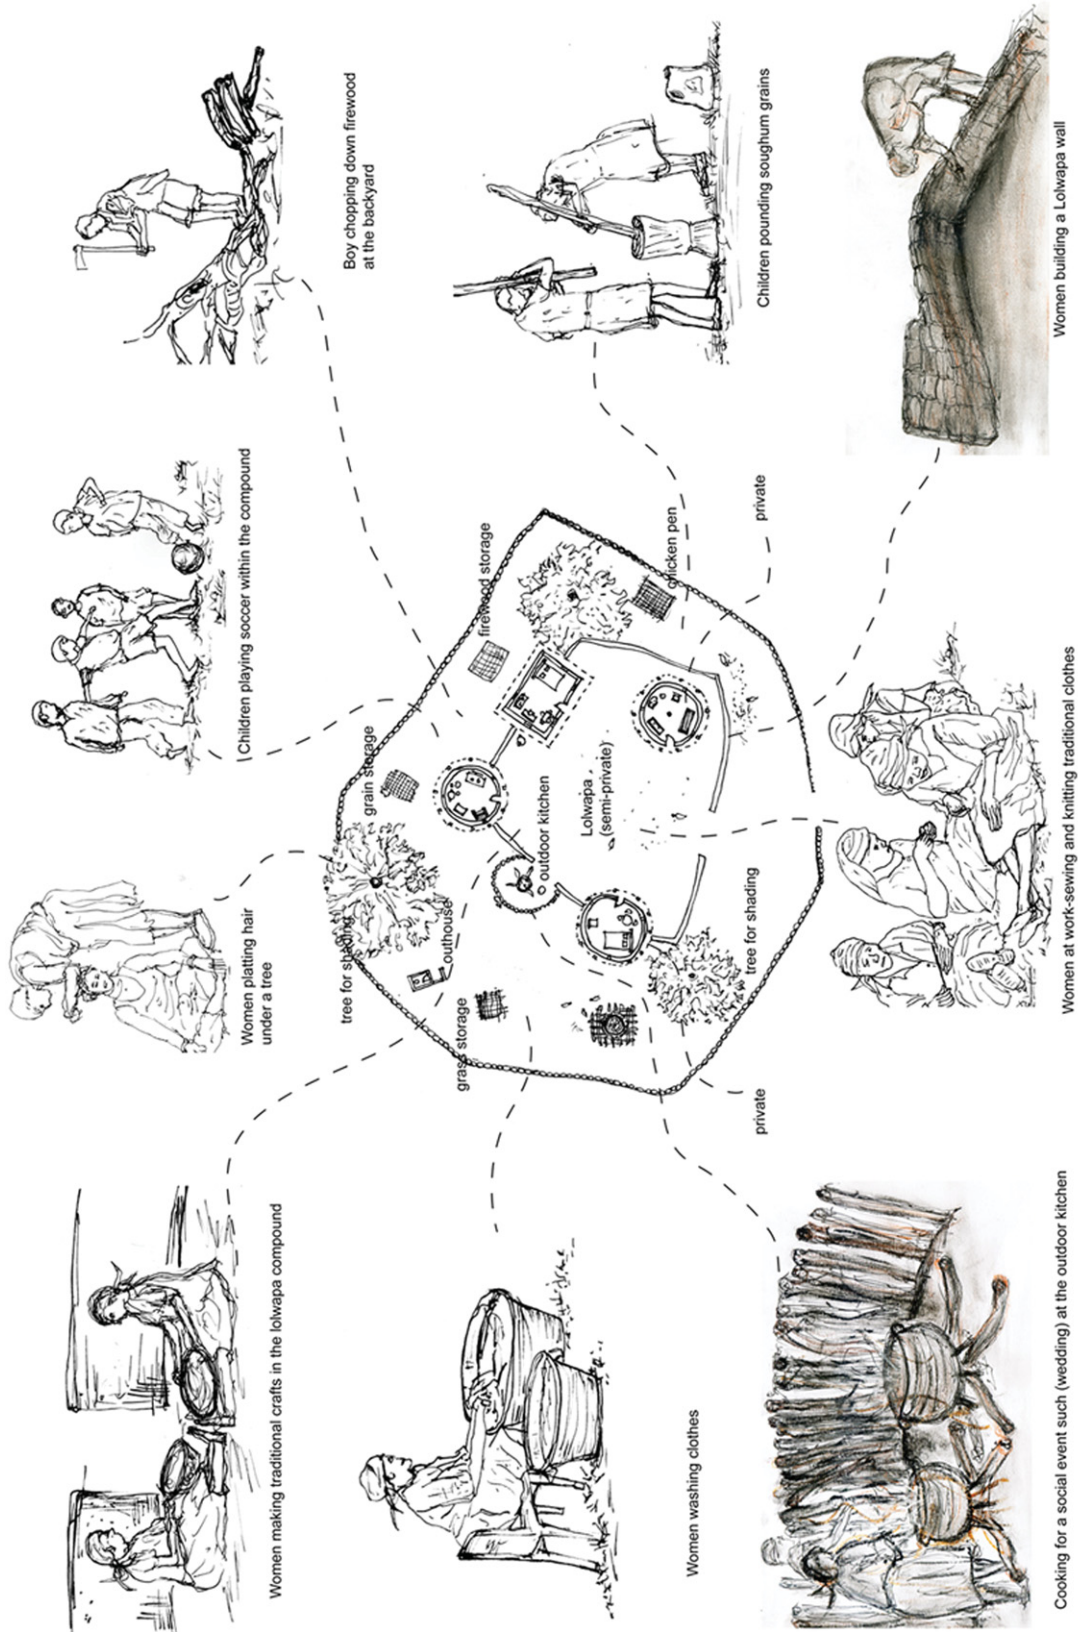 Women making traditional crafts in the lolwapa compound
Women platting hair
under a tree
Children playing soccer within the compound
Boy chopping down firewood
at the backyard
tree for shading
grain storage
outhouse
grass storage
firewood storage
outdoor kitchen
Lolwapa
(semi-private)
chicken pen
tree for shading
private
private
Women washing clothes
Children pounding soughum grains
Cooking for a social event such (wedding) at the outdoor kitchen
Women at work-sewing and knitting traditional clothes
Women building a Lolwapa wall